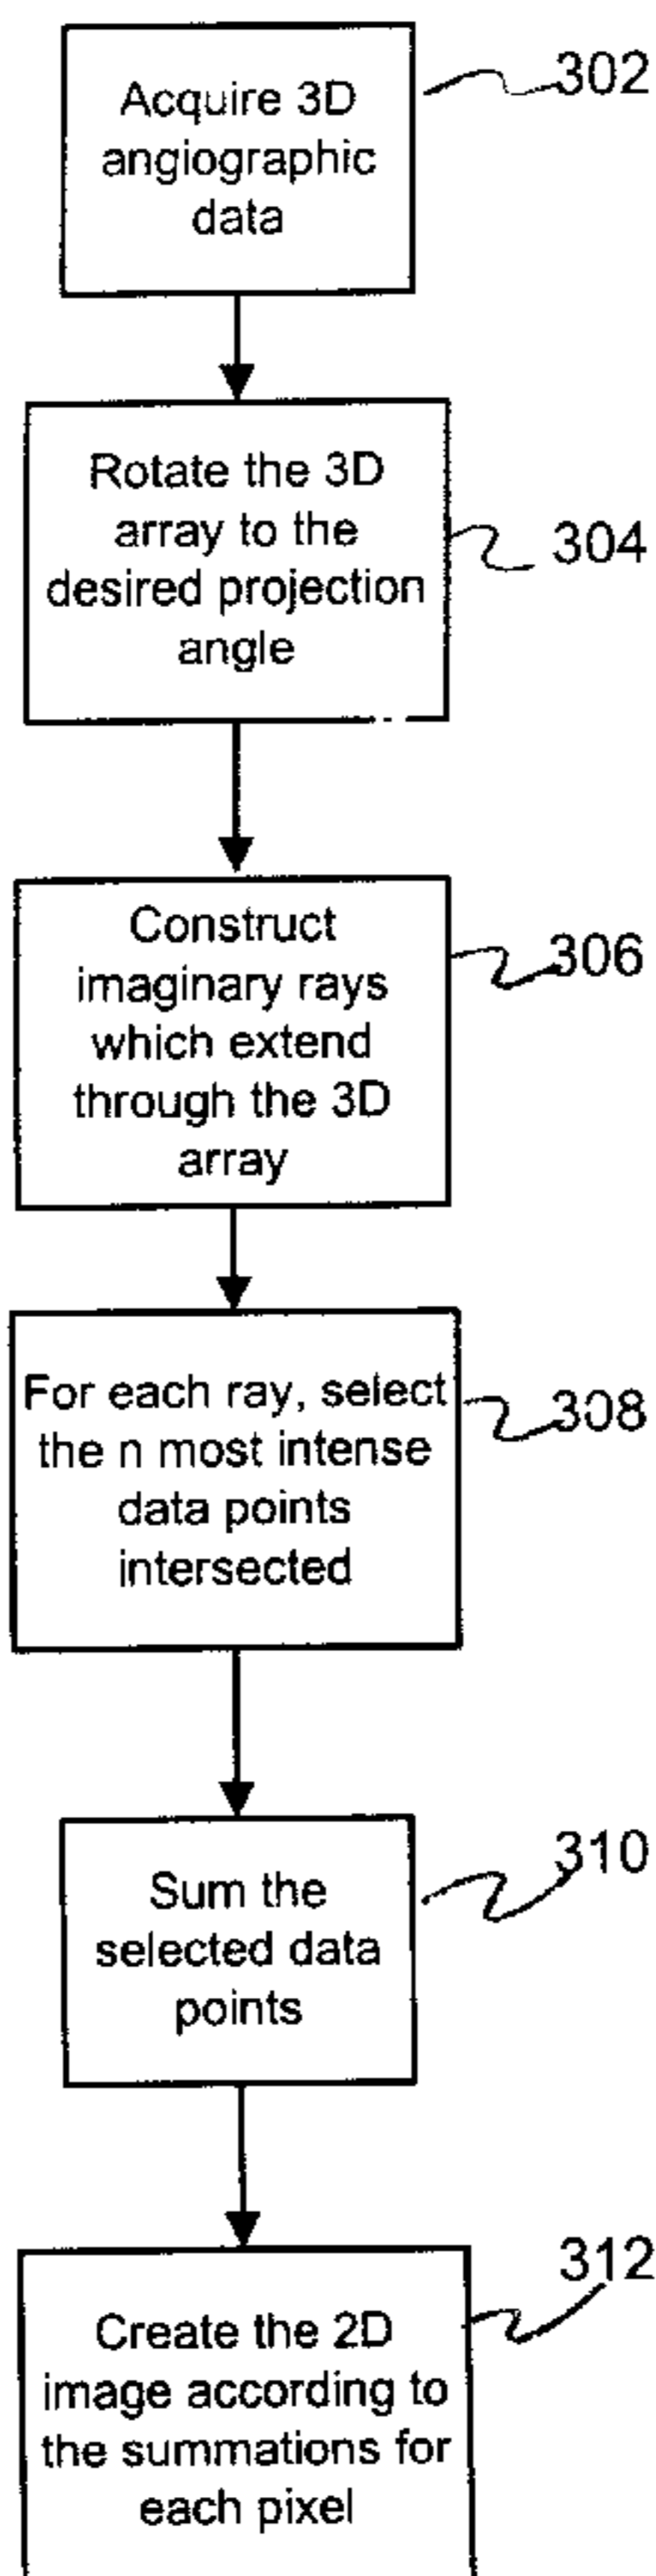 Acquire 3D
angiographic
data
302
Rotate the 3D
array to the
desired projection
angle
304
Construct
imaginary rays
which extend
through the 3D
array
306
For each ray, select
the n most intense
data points
intersected
308
Sum the
selected data
points
310
Create the 2D
image according to
the summations for
each pixel
312